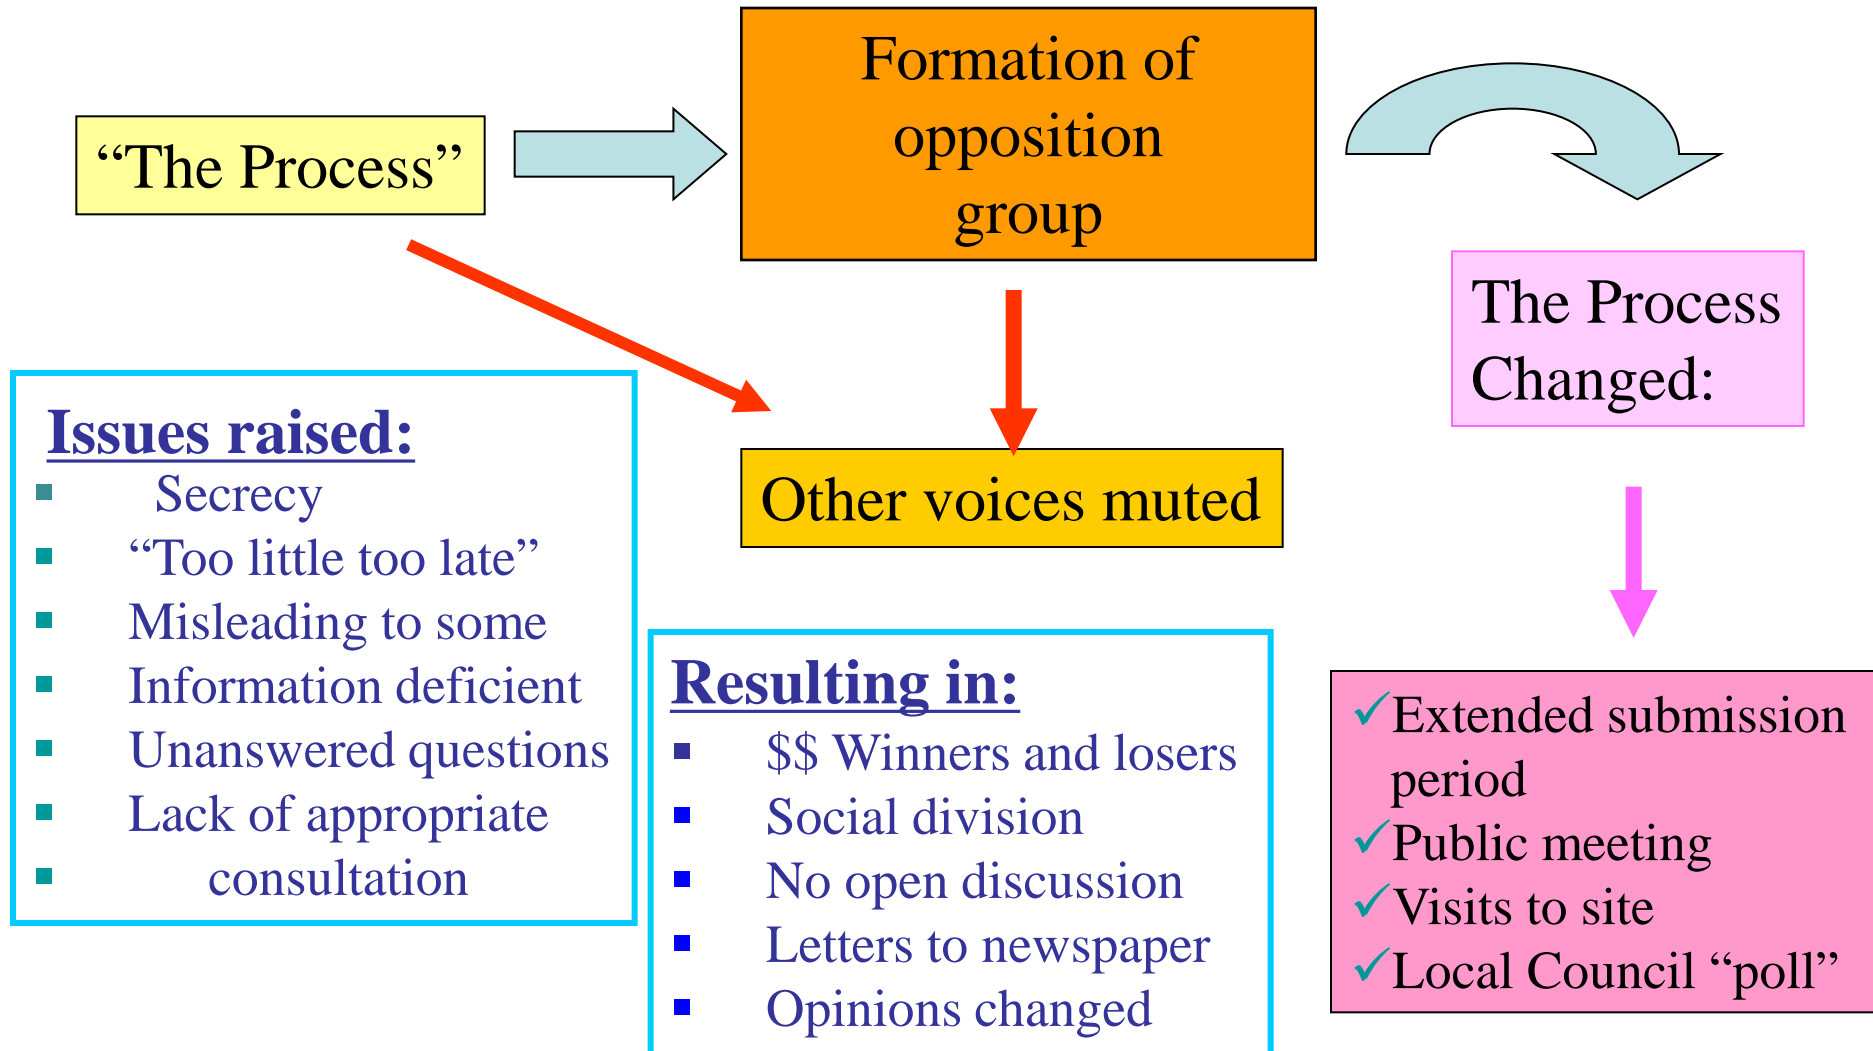 “The Process”
Formation of
opposition
group
The Process
Changed:
Other voices muted
Issues raised:
▪ Secrecy
▪ “Too little too late”
▪ Misleading to some
▪ Information deficient
▪ Unanswered questions
▪ Lack of appropriate
▪ consultation
Resulting in:
▪ $$ Winners and losers
▪ Social division
▪ No open discussion
▪ Letters to newspaper
▪ Opinions changed
✓Extended submission
period
✓Public meeting
✓Visits to site
✓Local Council “poll”